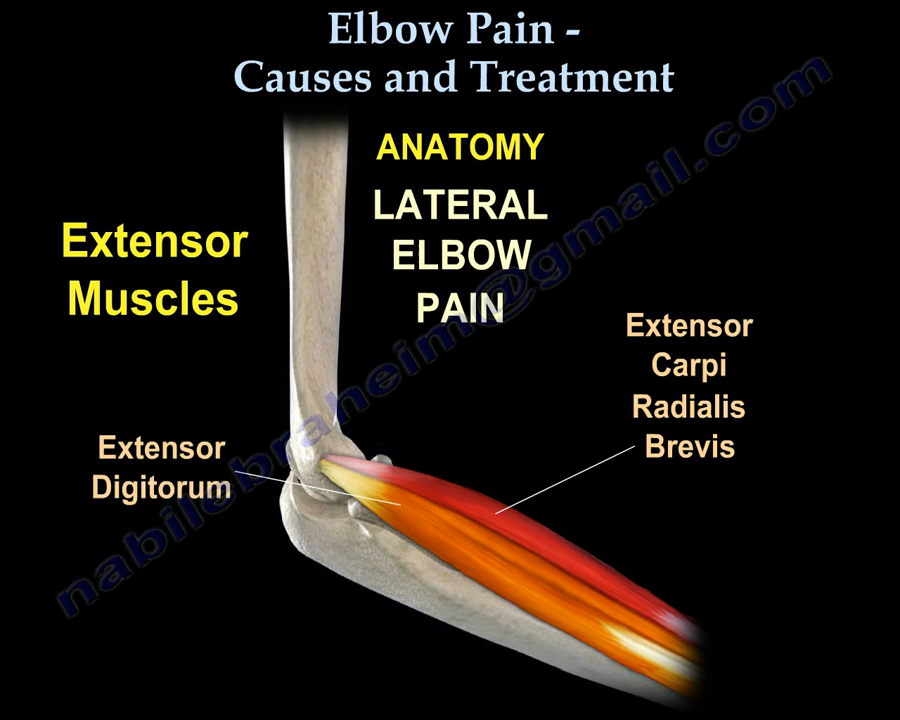 Elbow Pain -
Causes and Treatment
ANATOMY
LATERAL
ELBOW
PAIN
Extensor
Muscles
Extensor
Carpi
Radialis
Brevis
Extensor
Digitorum
nabilebraheim@gmail.com